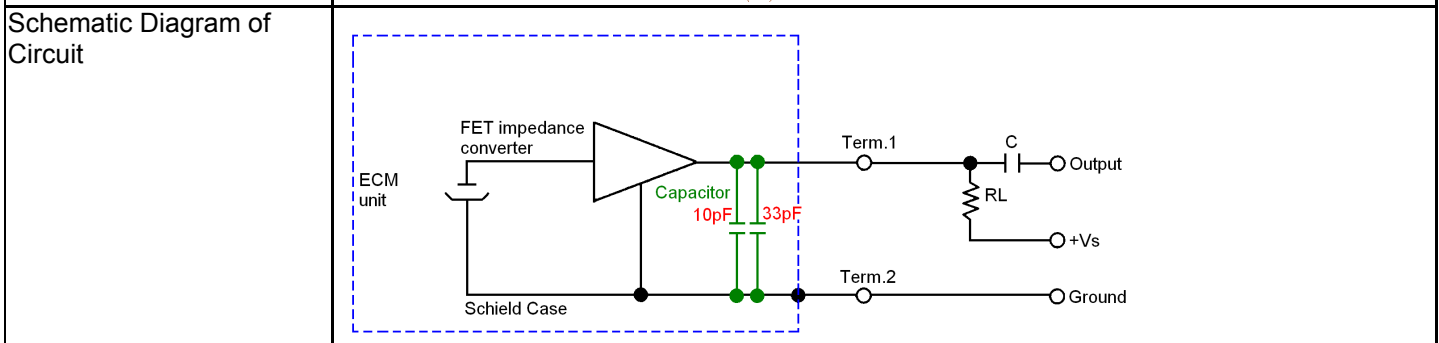 Schematic Diagram of
Circuit
FET impedance
converter
ECM
unit
Capacitor
10pF
33pF
Schield Case
Term.1
C
Output
RL
+Vs
Term.2
Ground